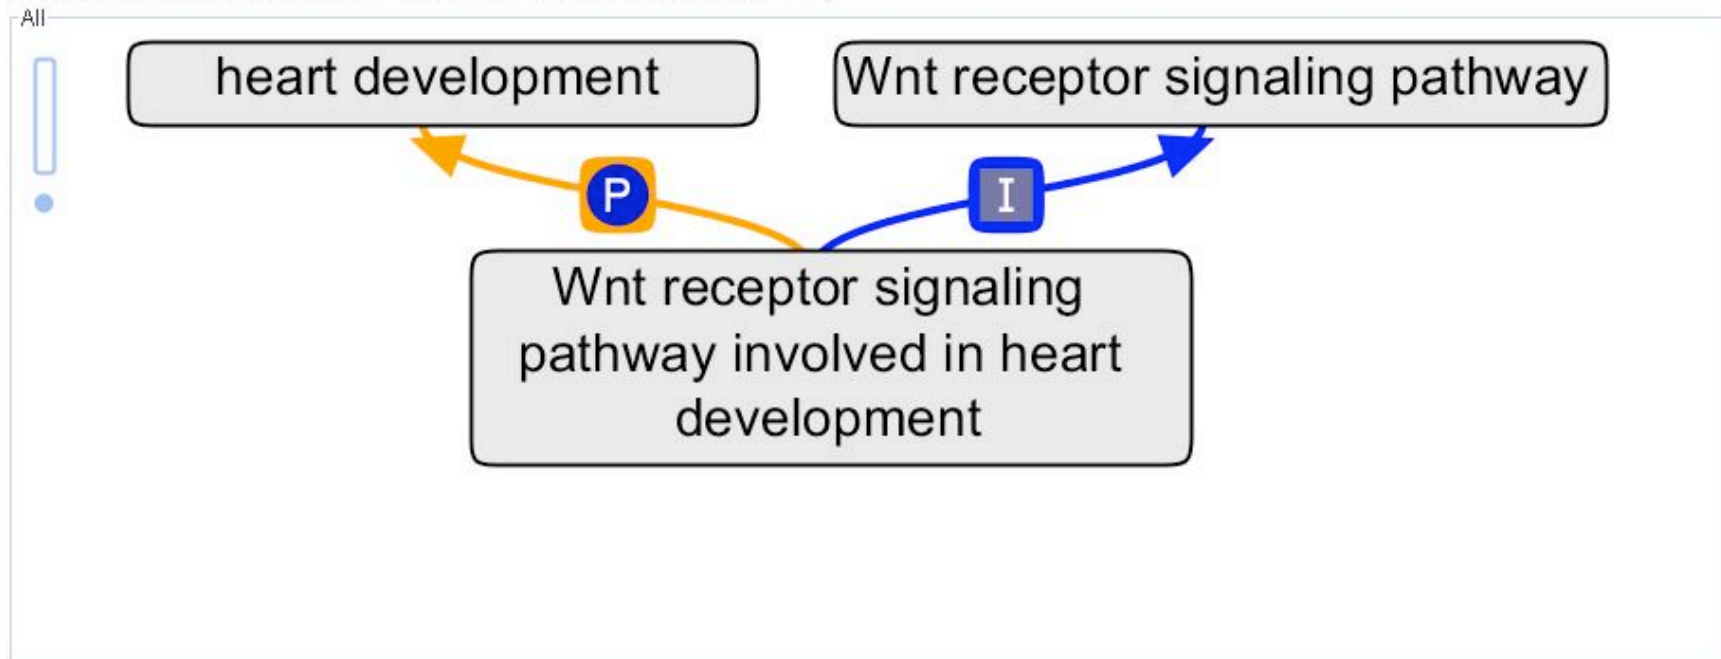 All
heart development
Wnt receptor signaling pathway
P
I
Wnt receptor signaling
pathway involved in heart
development